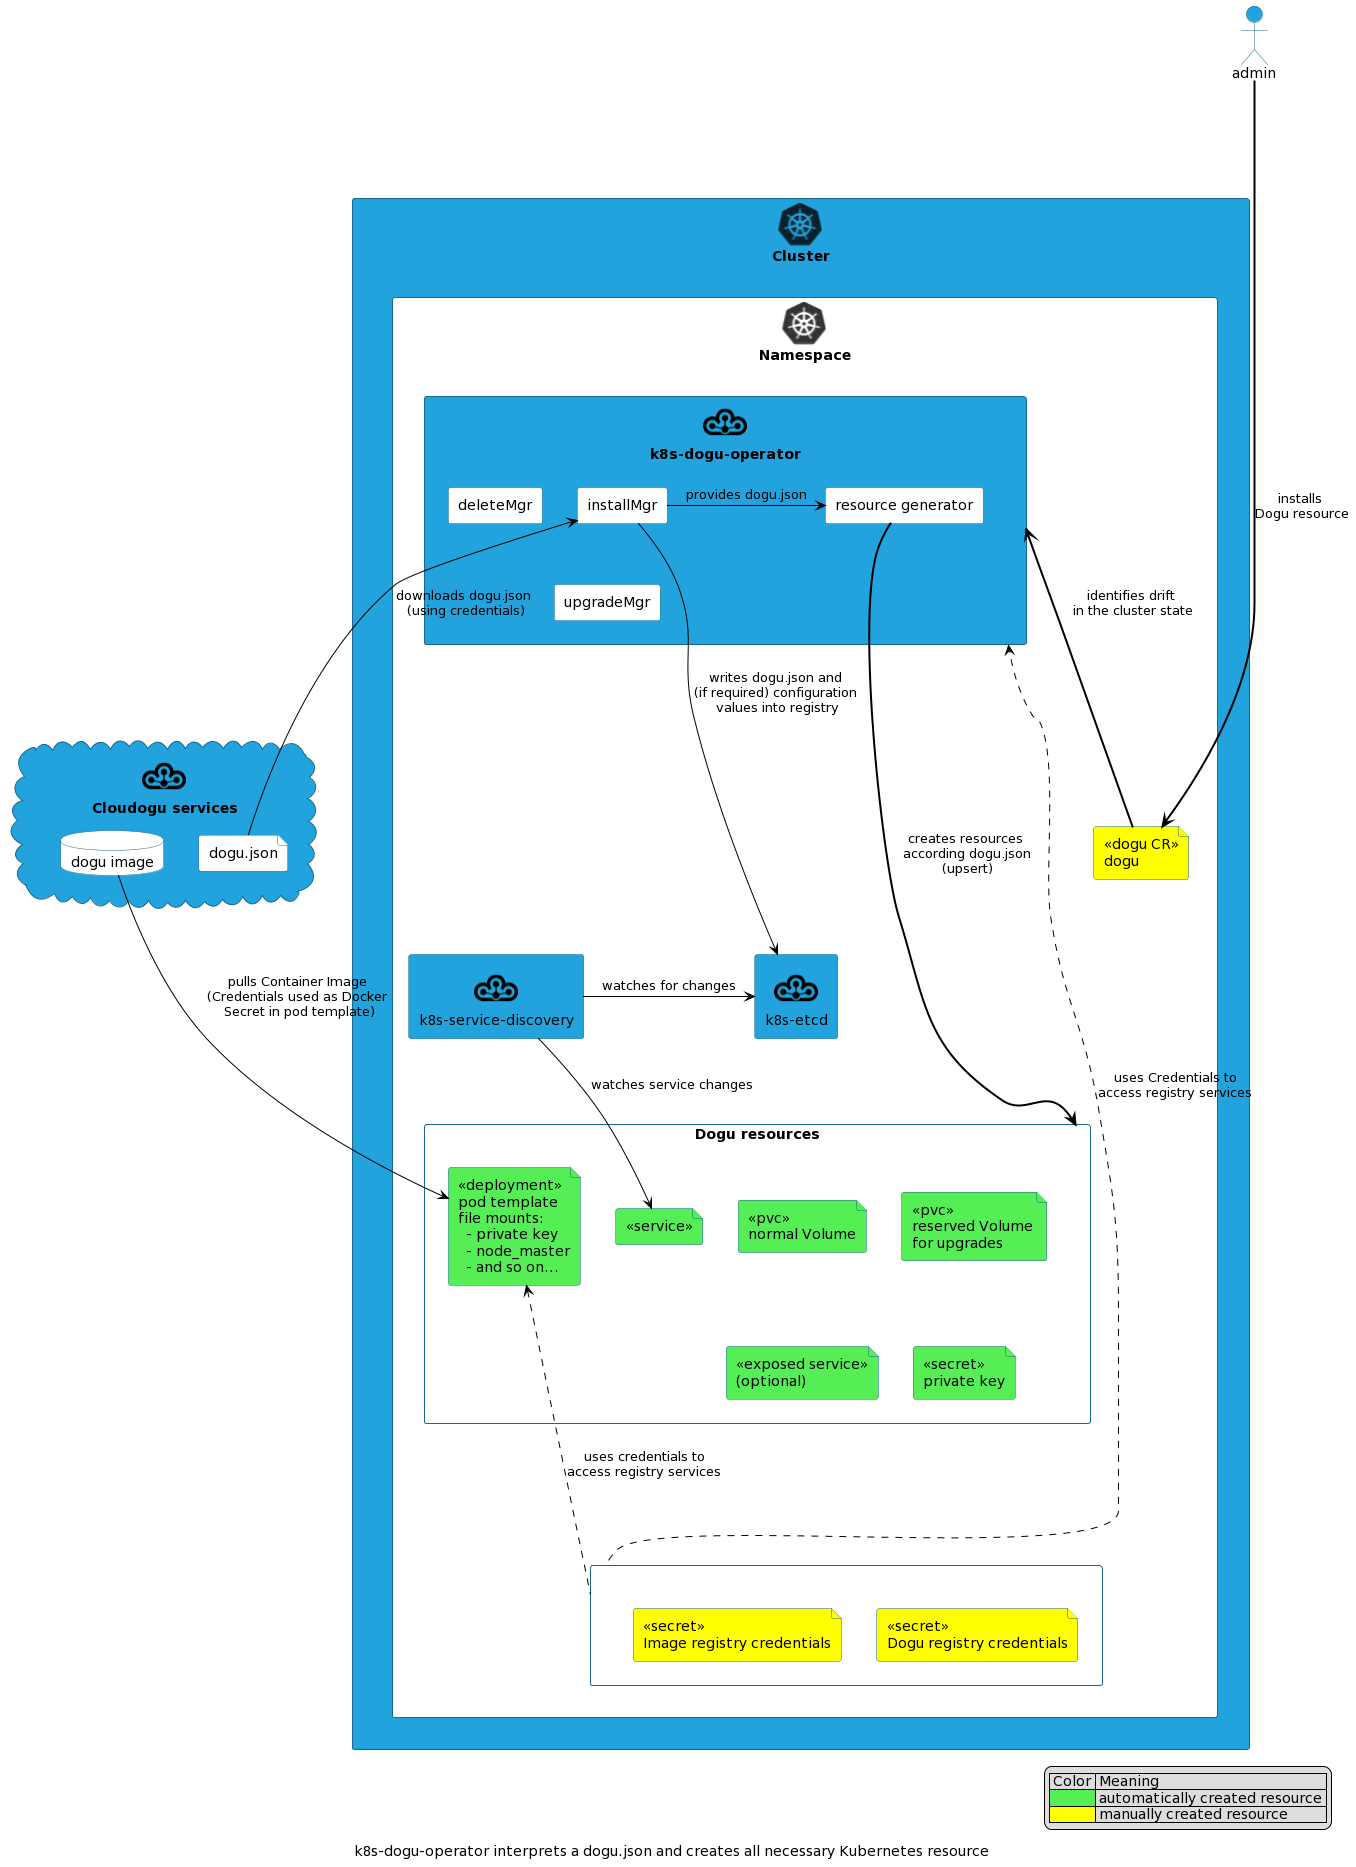 admin
Cluster
Namespace
k8s-dogu-operator
deleteMgr
installMgr
provides dogu.json
resource generator
installs
Dogu resource
downloads dogu.json
(using credentials)
upgradeMgr
identifies drift
in the cluster state
writes dogu.json and
(if required) configuration
values into registry
Cloudogu services
dogu image
dogu.json
creates resources
according dogu.json
(upsert)
«dogu CR»
dogu
pulls Container Image
(Credentials used as Docker
Secret in pod template)
k8s-service-discovery
watches for changes
k8s-etcd
watches service changes
uses Credentials to
access registry services
Dogu resources
«deployment»
pod template
file mounts:
- private key
- node_master
- and so on...
«service»
«pvc»
normal Volume
«pvc»
reserved Volume
for upgrades
«exposed service»
(optional)
«secret»
private key
uses credentials to
access registry services
«secret»
Image registry credentials
«secret»
Dogu registry credentials
Color Meaning
automatically created resource
manually created resource
k8s-dogu-operator interprets a dogu.json and creates all necessary Kubernetes resource